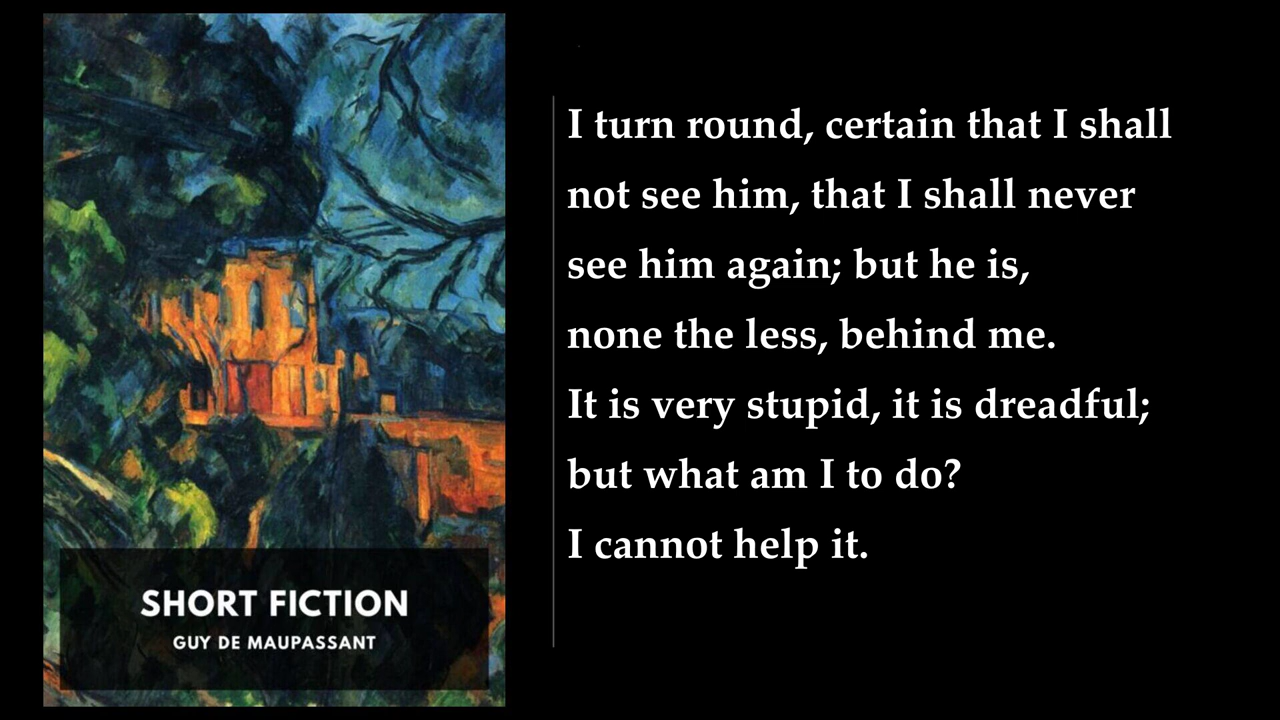 SHORT FICTION
GUY DE MAUPASSANT
I turn round, certain that I shall
not see him, that I shall never
see him again; but he is,
none the less, behind me.
It is very stupid, it is dreadful;
but what am I to do?
I cannot help it.